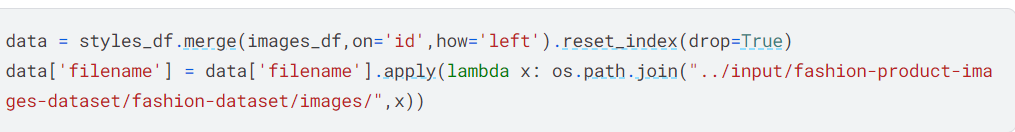 data = styles_df.merge(images_df,on='id',how='left').reset_index(drop=True)
data['filename'] = data['filename'].apply(lambda x: os.path.join("../input/fashion-product-ima
ges-dataset/fashion-dataset/images/",x))